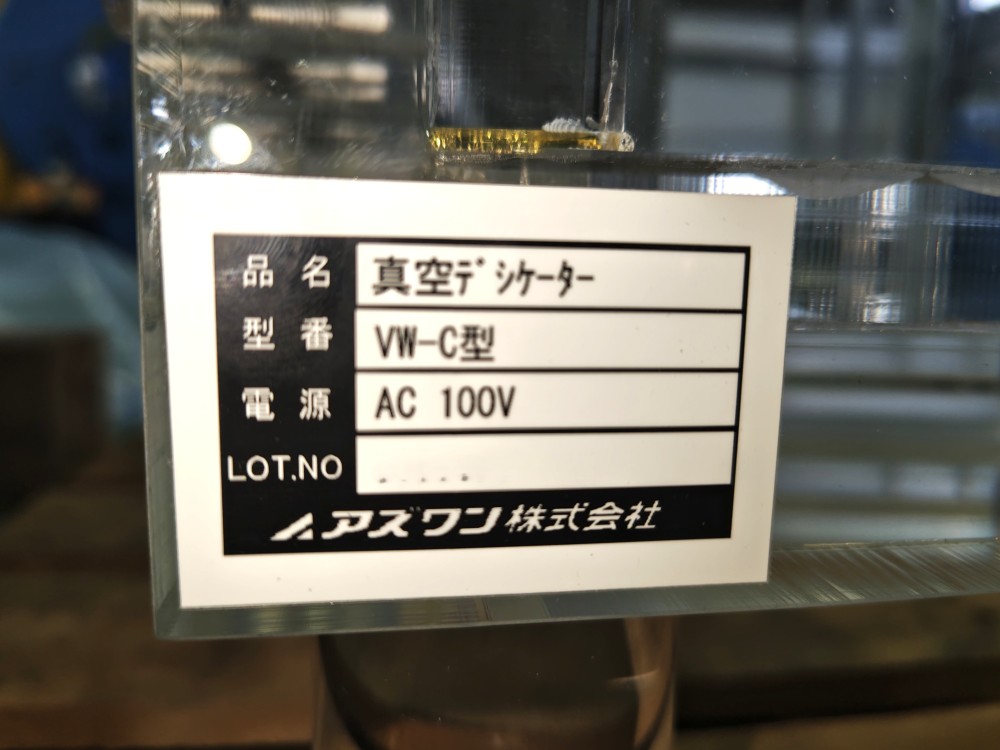 品名 真空ﾃﾞｼｹｰﾀｰ
型番 VW-C型
電源 AC 100V
LOT.NO
アズワン株式会社